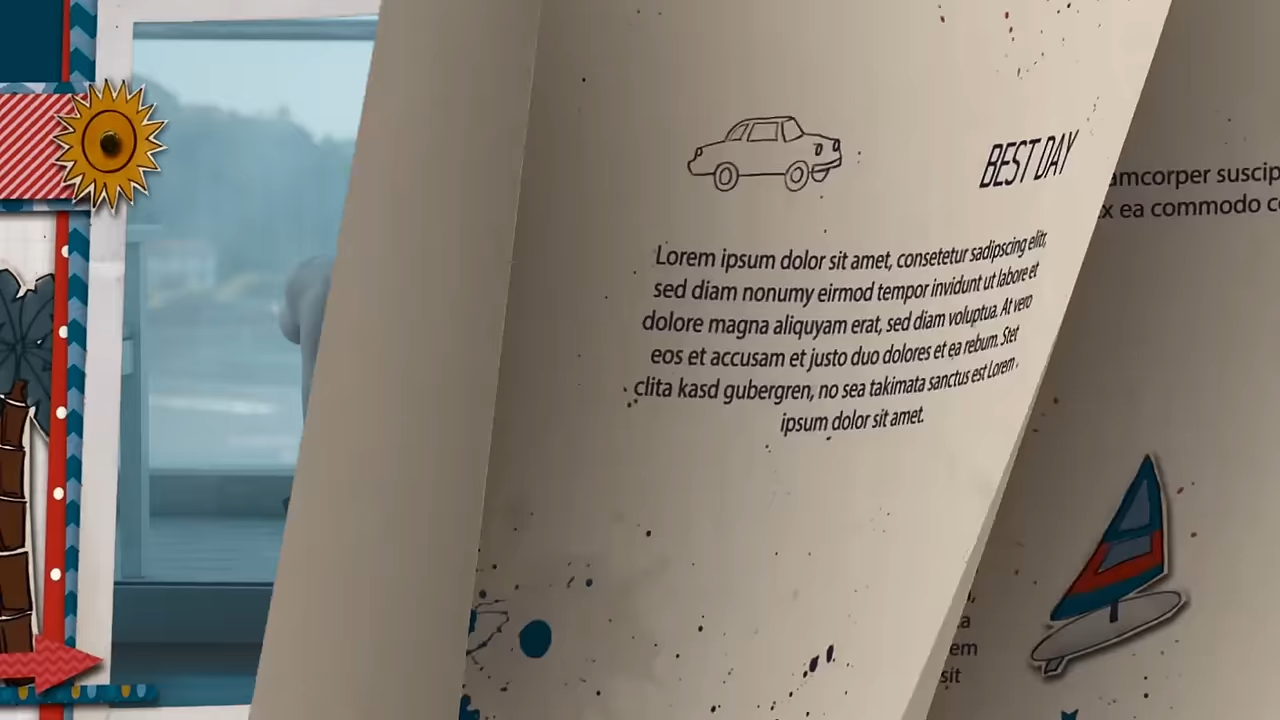 BEST DAY
Lorem ipsum dolor sit amet, consetetur sadipscing elitr,
sed diam nonumy eirmod tempor invidunt ut labore et
dolore magna aliquyam erat, sed diam voluptua. At vero
eos et accusam et justo duo dolores et ea rebum. Stet
clita kasd gubergren, no sea takimata sanctus est Lorem
ipsum dolor sit amet.
amcorper suscip
x ea commodo c
a
em
sit